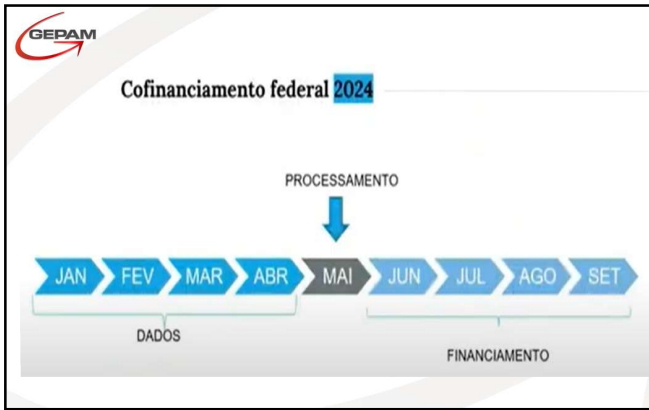 GEPAM
Cofinanciamento federal 2024
PROCESSAMENTO
JAN FEV MAR ABR MAI JUN JUL AGO SET
DADOS
FINANCIAMENTO